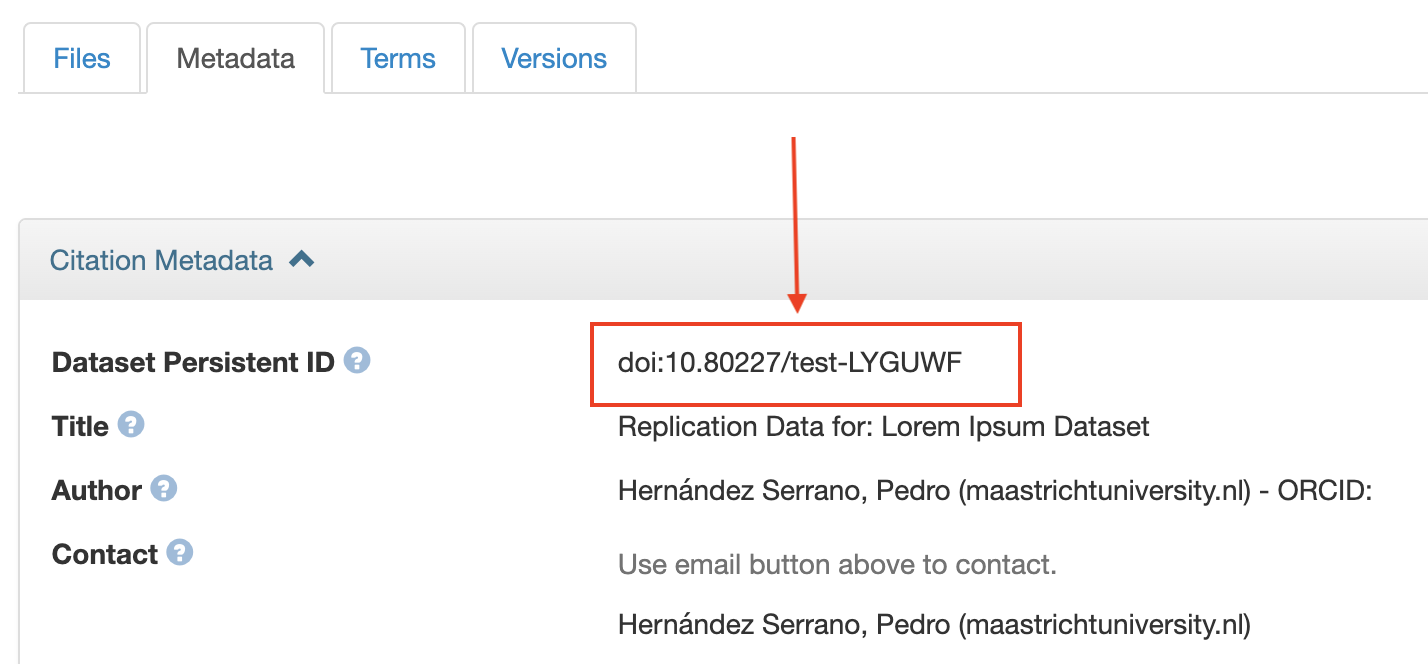 Files Metadata Terms Versions
Citation Metadata
Dataset Persistent ID ? doi:10.80227/test-LYGUWF
Title ? Replication Data for: Lorem Ipsum Dataset
Author ? Hernández Serrano, Pedro (maastrichtuniversity.nl) - ORCID:
Contact ? Use email button above to contact.
Hernández Serrano, Pedro (maastrichtuniversity.nl)